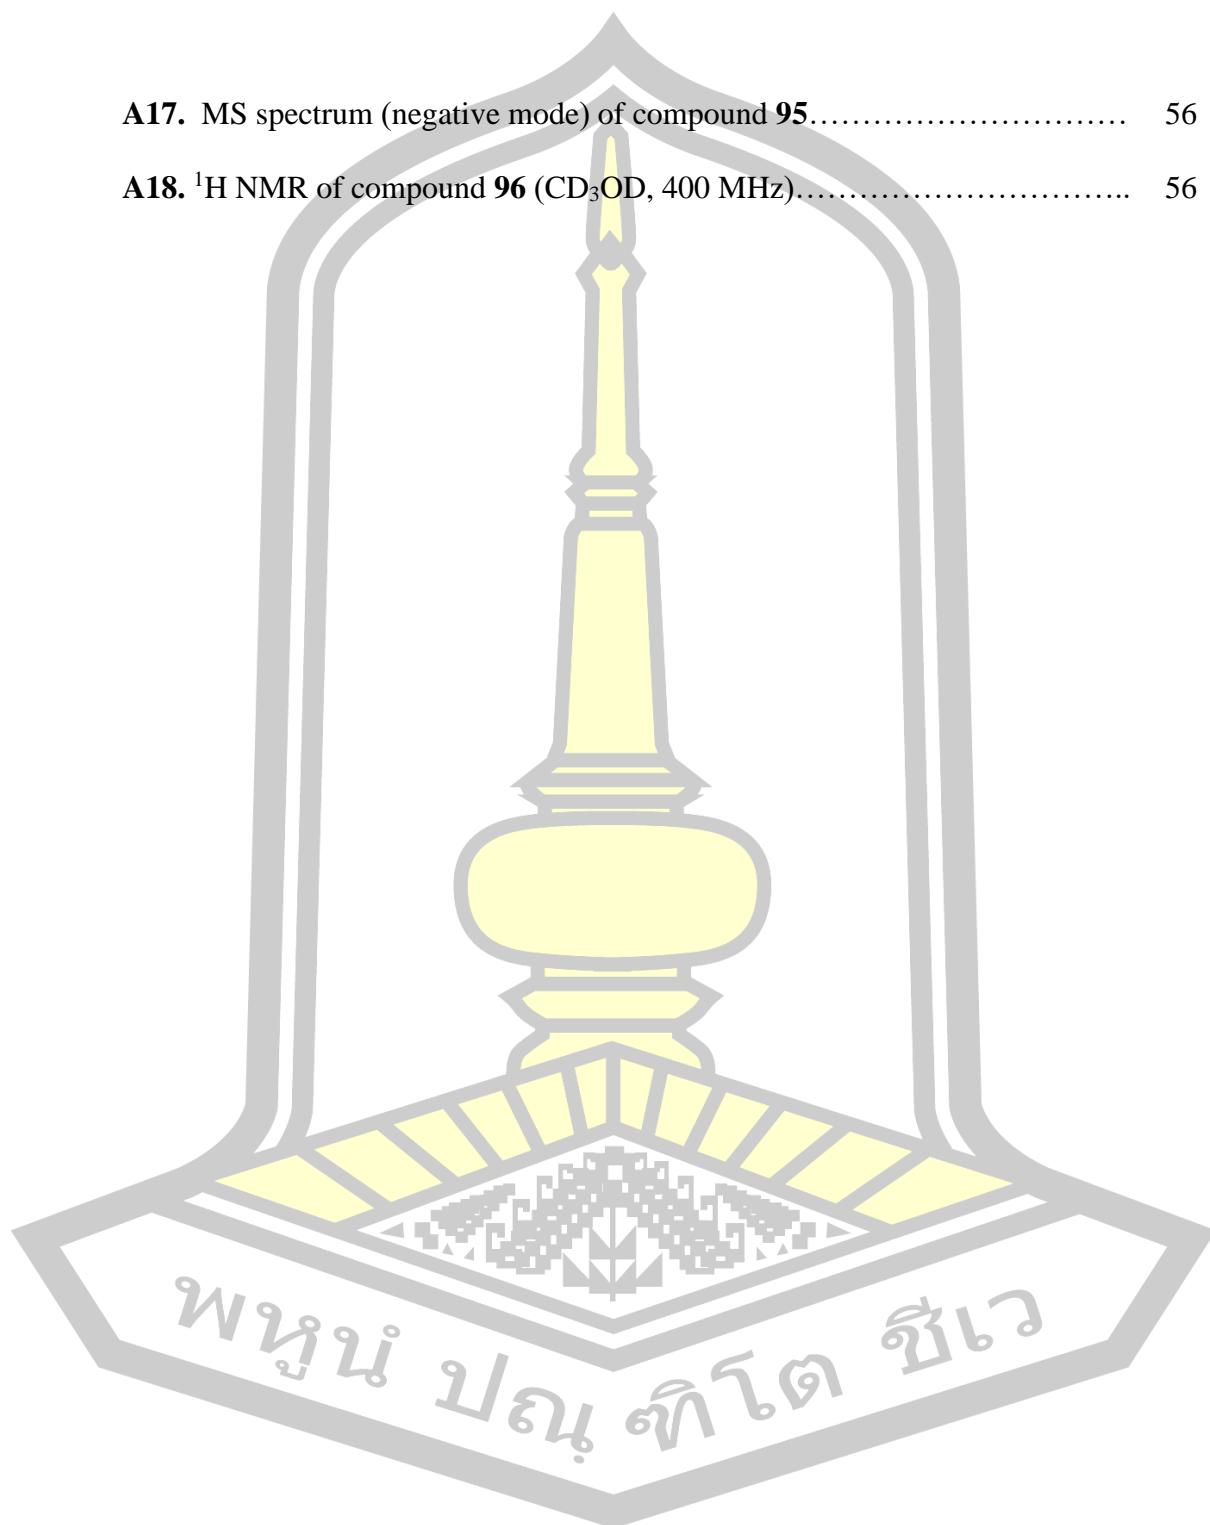 A17. MS spectrum (negative mode) of compound 95………………………… 56
A18. ¹H NMR of compound 96 (CD₃OD, 400 MHz)………………………….. 56
พหูนํ ปณฺฑิโต ชีเว